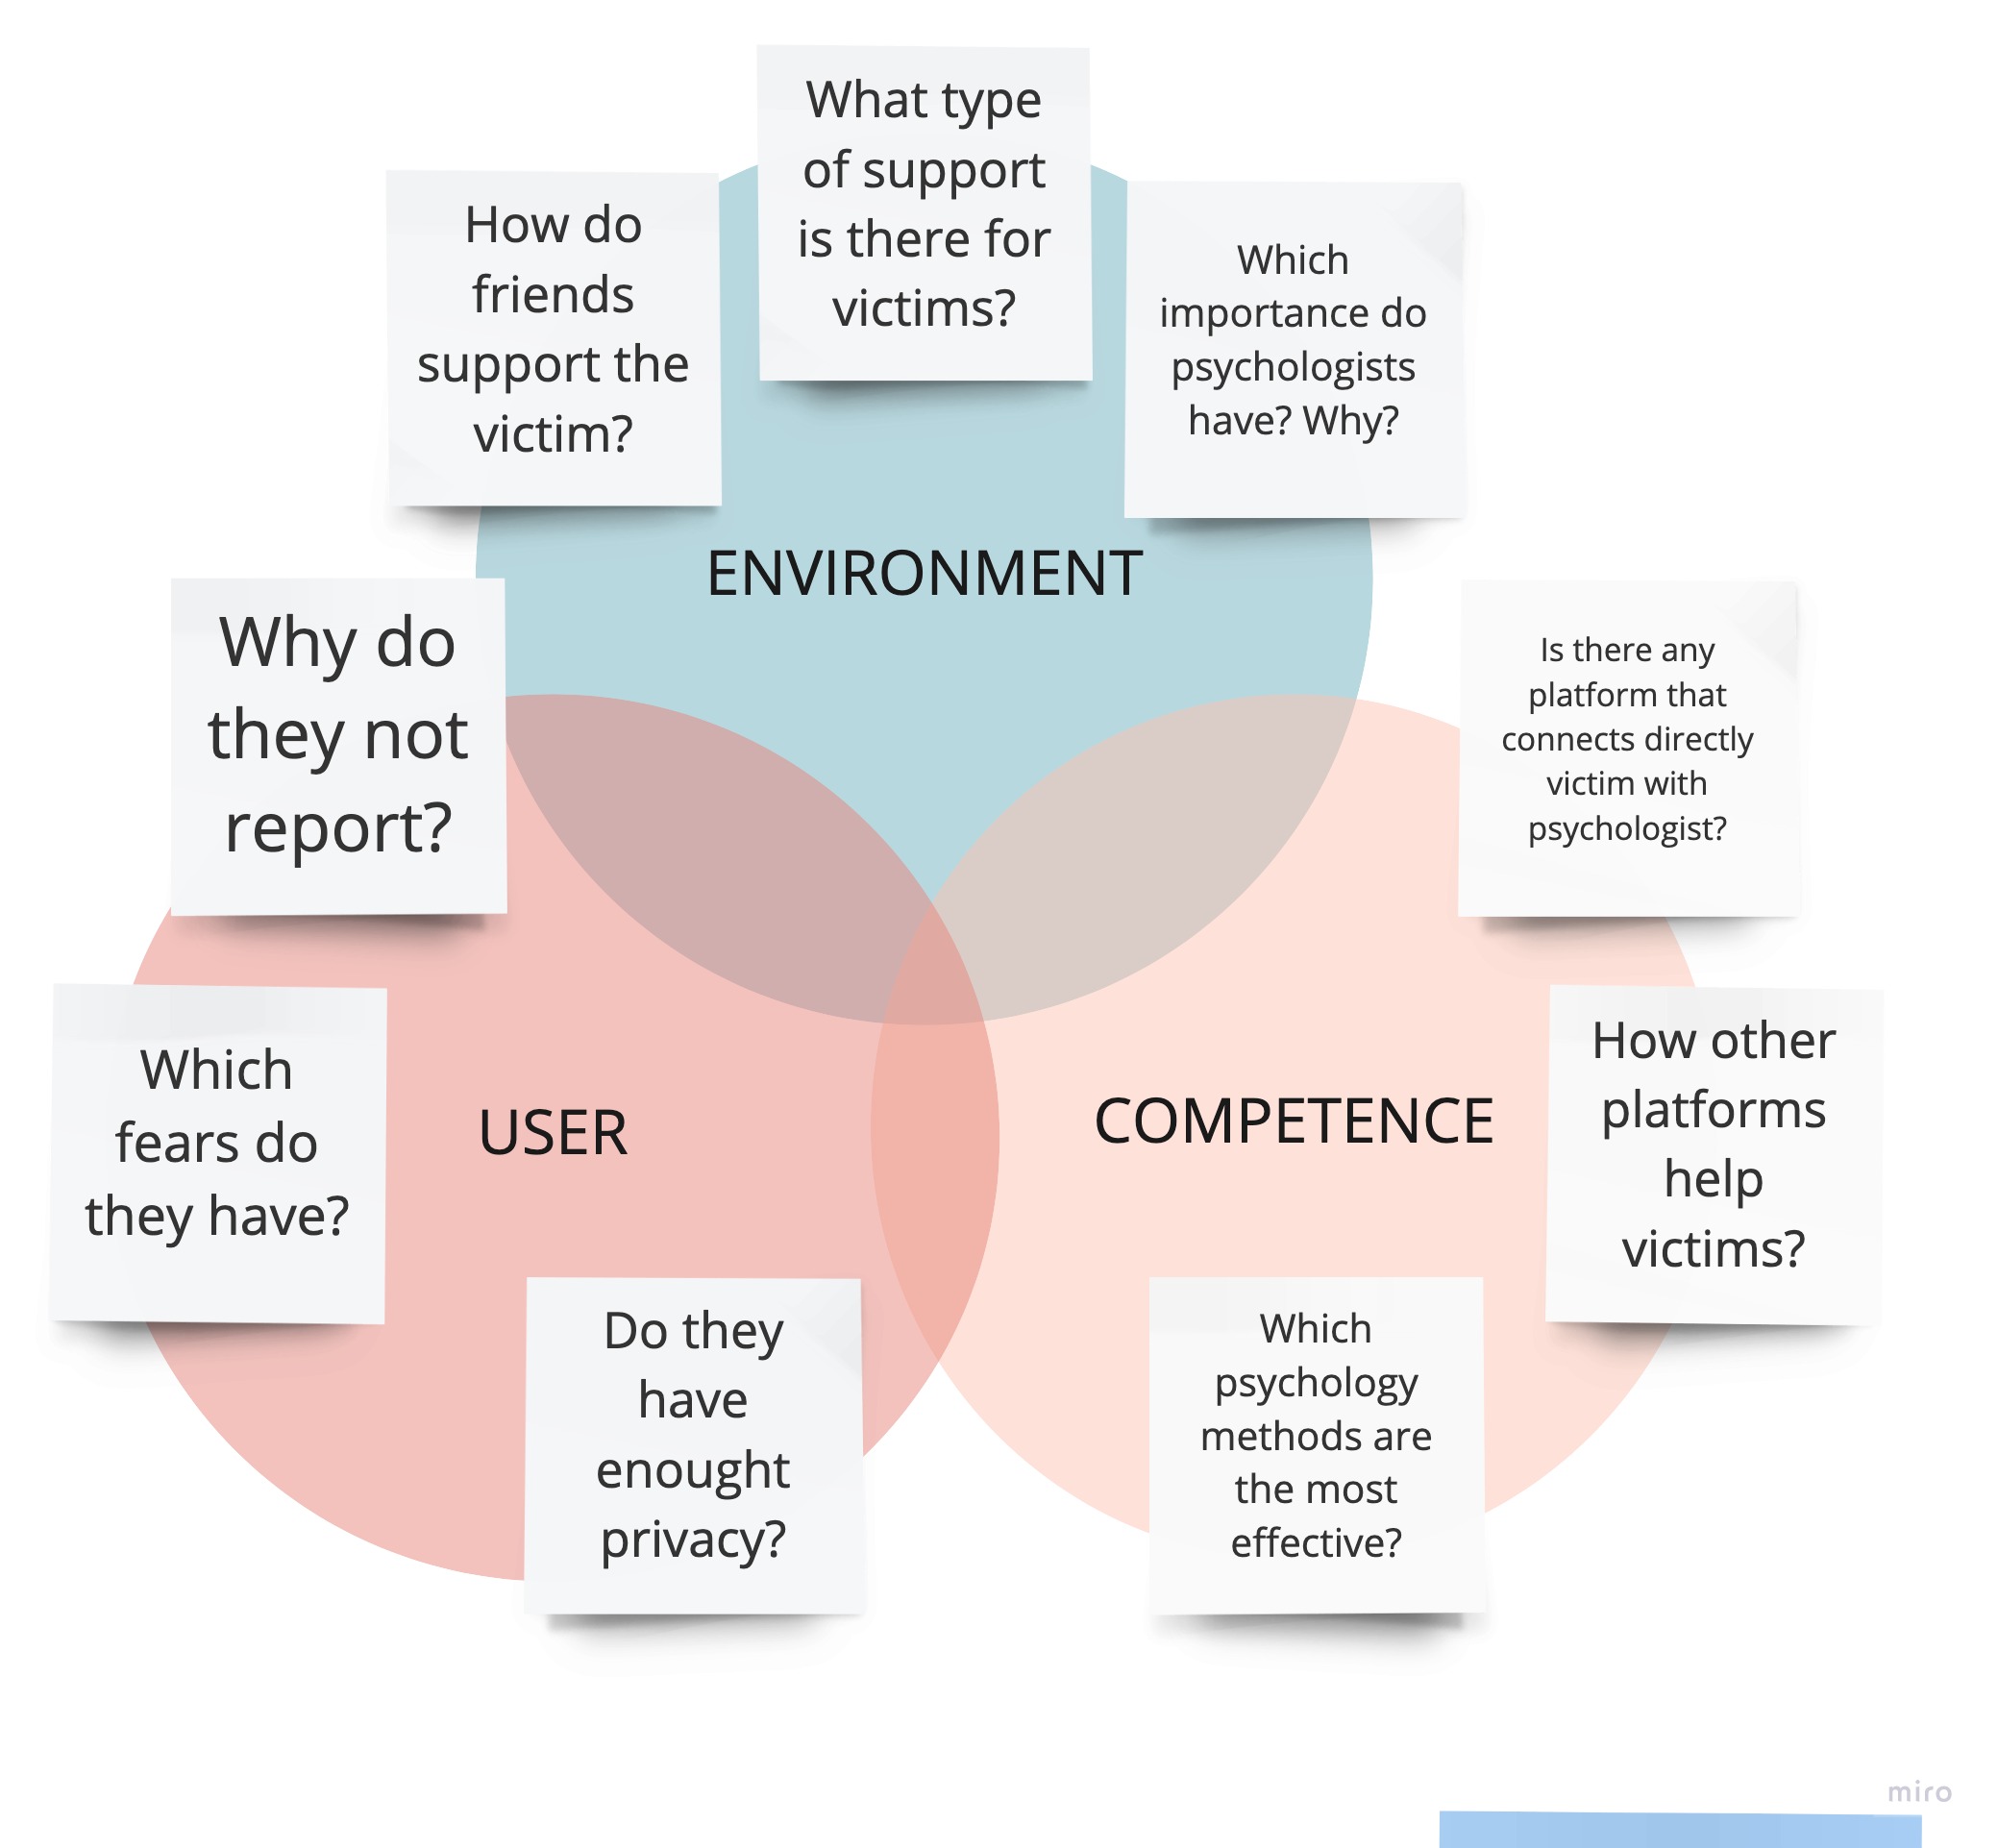 What type
of support
is there for
victims?
How do
friends
support the
victim?
Which
importance do
psychologists
have? Why?
ENVIRONMENT
Why do
they not
report?
Is there any
platform that
connects directly
victim with
psychologist?
Which
fears do
they have?
USER
COMPETENCE
How other
platforms
help
victims?
Do they
have
enought
privacy?
Which
psychology
methods are
the most
effective?
miro